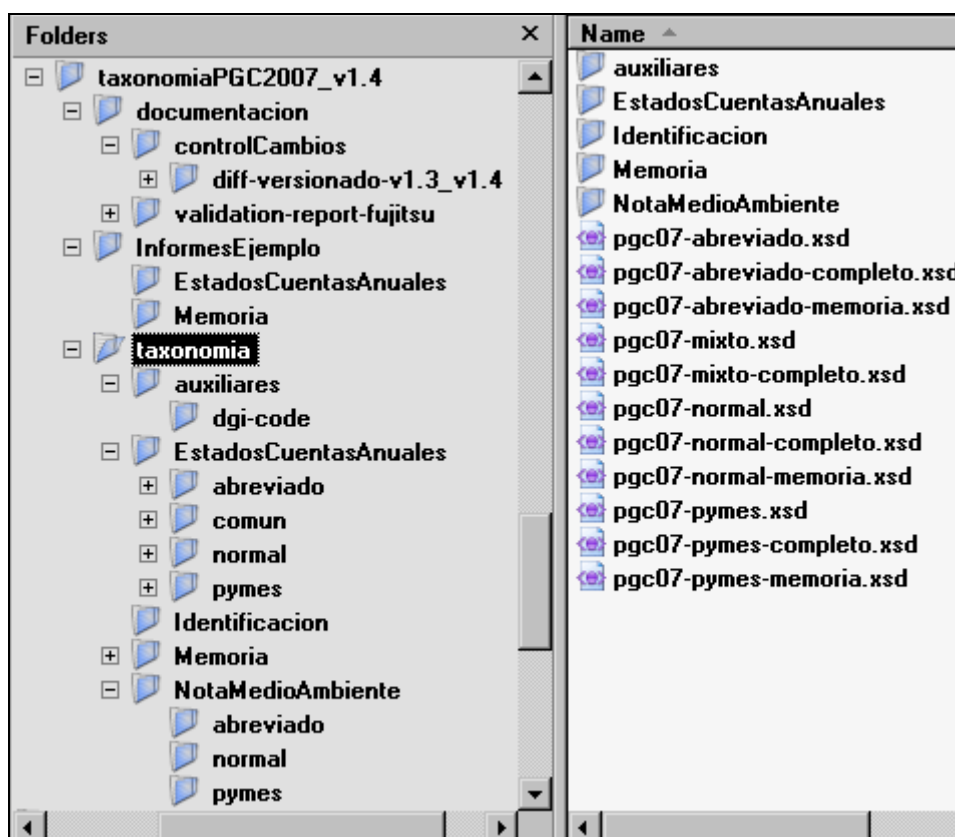 Folders
taxonomiaPGC2007_v1.4
documentacion
controlCambios
diff-versionado-v1.3_v1.4
validation-report-fujitsu
InformesEjemplo
EstadosCuentasAnuales
Memoria
taxonomia
auxiliares
dgi-code
EstadosCuentasAnuales
abreviado
comun
normal
pymes
Identificacion
Memoria
NotaMedioAmbiente
abreviado
normal
pymes
Name
auxiliares
EstadosCuentasAnuales
Identificacion
Memoria
NotaMedioAmbiente
pgc07-abreviado.xsd
pgc07-abreviado-completo.xsd
pgc07-abreviado-memoria.xsd
pgc07-mixto.xsd
pgc07-mixto-completo.xsd
pgc07-normal.xsd
pgc07-normal-completo.xsd
pgc07-normal-memoria.xsd
pgc07-pymes.xsd
pgc07-pymes-completo.xsd
pgc07-pymes-memoria.xsd